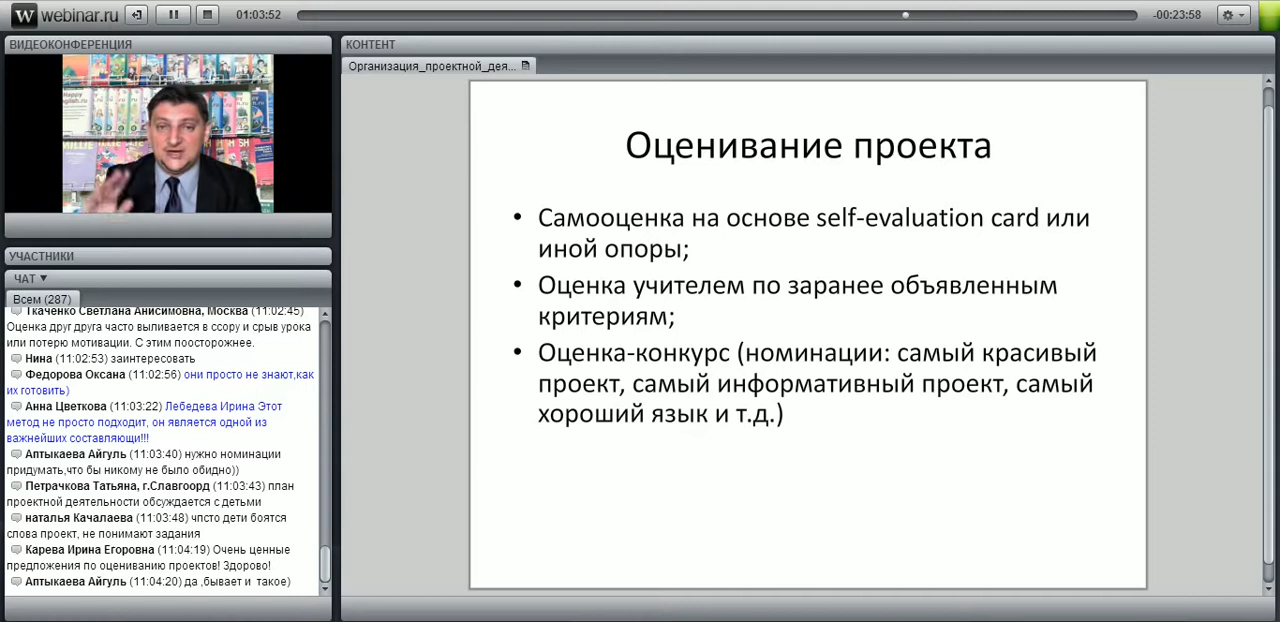 webinar.ru
01:03:52
-00:23:58
ВИДЕОКОНФЕРЕНЦИЯ
УЧАСТНИКИ
ЧАТ
Всем (287)
Ткаченко Светлана Анисимовна, Москва (11:02:45)
Оценка друг друга часто выливается в ссору и срыв урока
или потерю мотивации. С этим поосторожнее.
Нина (11:02:53) заинтересовать
Федорова Оксана (11:02:56) они просто не знают,как
их готовить)
Анна Цветкова (11:03:22) Лебедева Ирина Этот
метод не просто подходит, он является одной из
важнейших составляющи!!!
Аптыкаева Айгуль (11:03:40) нужно номинации
придумать,что бы никому не было обидно))
Петрачкова Татьяна, г.Славгоорд (11:03:43) план
проектной деятельности обсуждается с детьми
наталья Качалаева (11:03:48) чпсто дети боятся
слова проект, не понимают задания
Карева Ирина Егоровна (11:04:19) Очень ценные
предложения по оцениванию проектов! Здорово!
Аптыкаева Айгуль (11:04:20) да ,бывает и такое)
КОНТЕНТ
Организация_проектной_дея...
Оценивание проекта
• Самооценка на основе self-evaluation card или
иной опоры;
• Оценка учителем по заранее объявленным
критериям;
• Оценка-конкурс (номинации: самый красивый
проект, самый информативный проект, самый
хороший язык и т.д.)